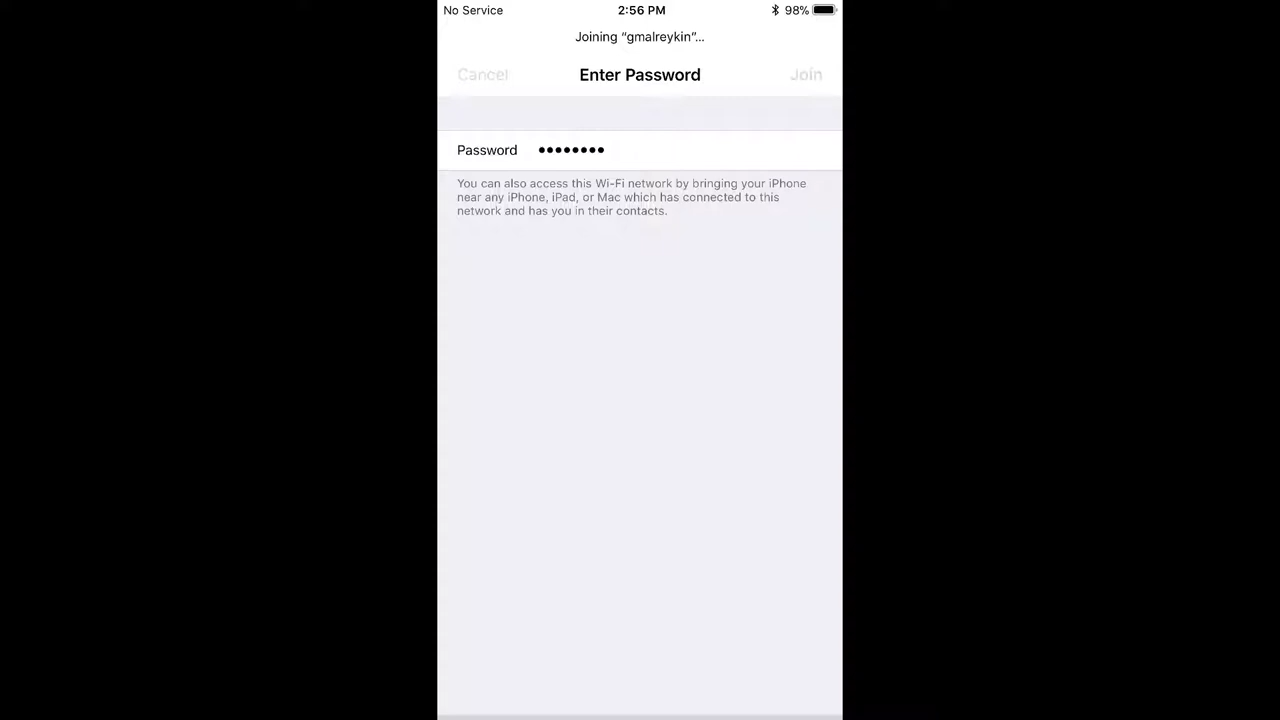 No Service 2:56 PM 98%
Joining “gmalreykin”...
Cancel Enter Password Join
Password ••••••••
You can also access this Wi-Fi network by bringing your iPhone
near any iPhone, iPad, or Mac which has connected to this
network and has you in their contacts.